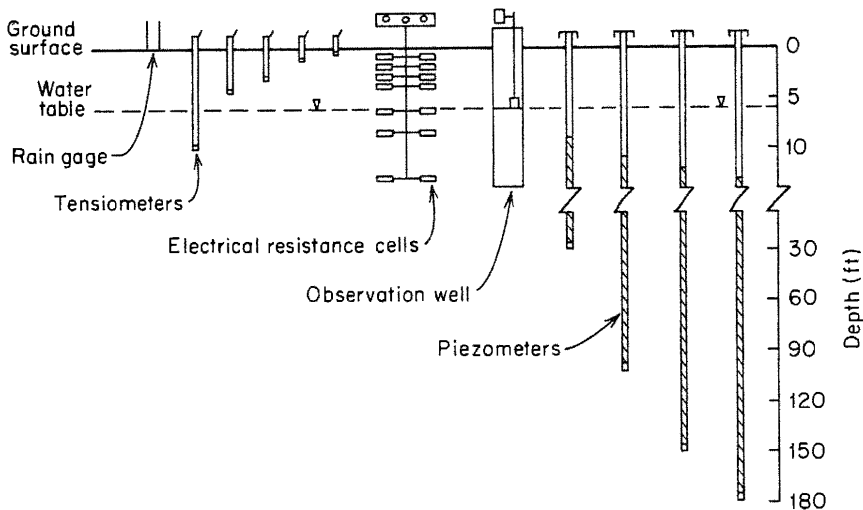 Ground
surface
Water
table
Rain gage
Tensiometers
Electrical resistance cells
Observation well
Piezometers
0
5
10
30
60
90
120
150
180
Depth (ft)